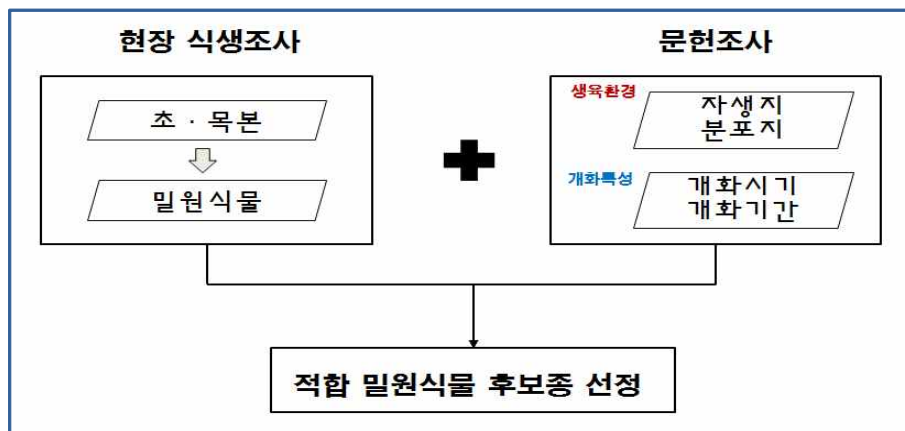 현장 식생조사
초 · 목본
밀원식물
문헌조사
생육환경
자생지
분포지
개화특성
개화시기
개화기간
적합 밀원식물 후보종 선정